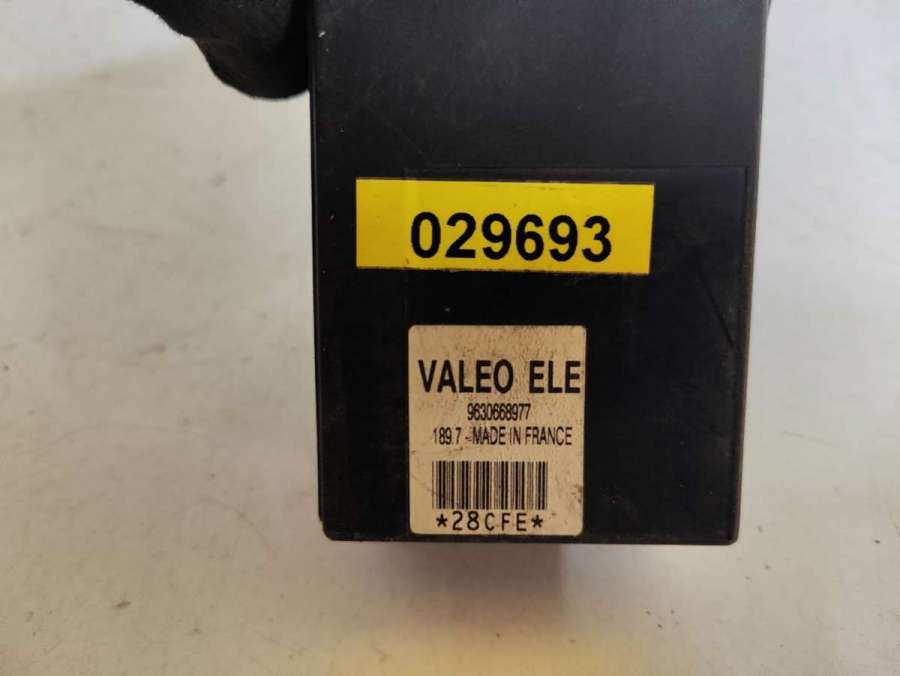 029693
VALEO ELE
9630668977
189 7 - MADE IN FRANCE
*28CFE*